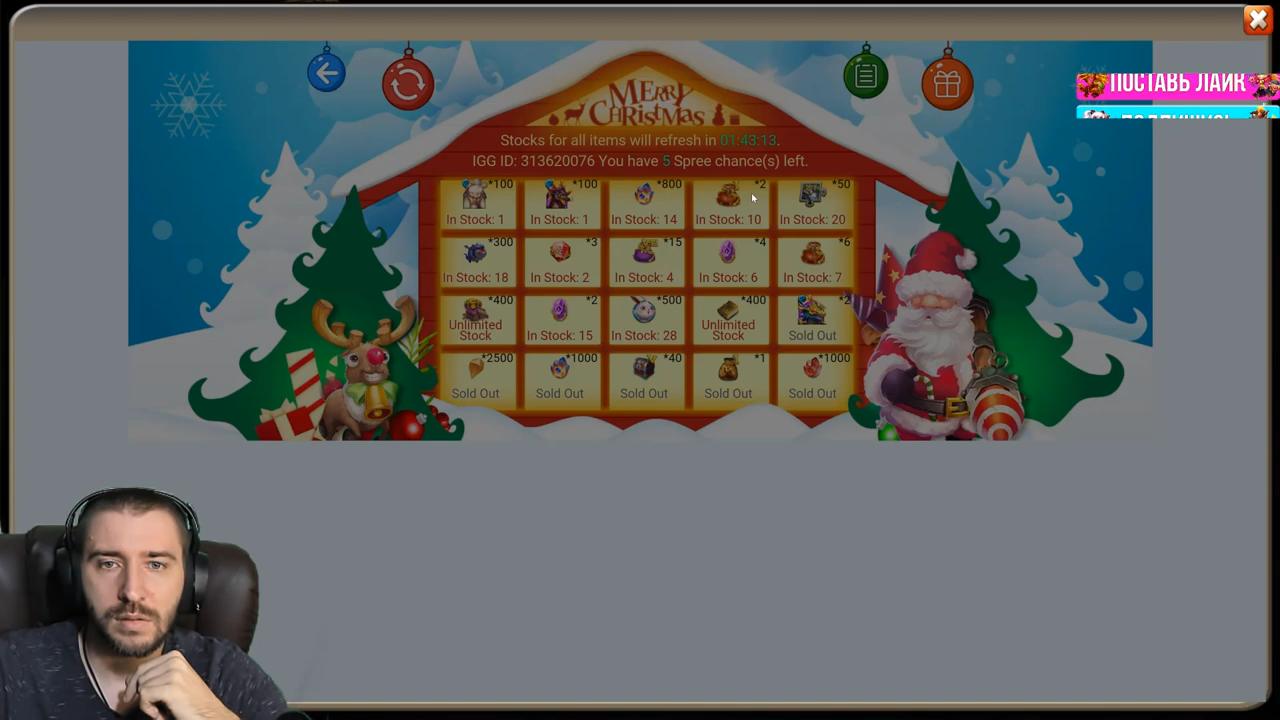 ПОСТАВЬ ЛАЙК
MERRY
CHRISTMAS
Stocks for all items will refresh in 01:43:13.
IGG ID: 313620076 You have 5 Spree chance(s) left.
*100 *100 *800 *2 *50
In Stock: 1 In Stock: 1 In Stock: 14 In Stock: 10 In Stock: 20
*300 *3 *15 *4 *6
In Stock: 18 In Stock: 2 In Stock: 4 In Stock: 6 In Stock: 7
*400 *2 *500 *400 *2
Unlimited Stock In Stock: 15 In Stock: 28 Unlimited Stock Sold Out
*2500 *1000 *40 *1 *1000
Sold Out Sold Out Sold Out Sold Out Sold Out